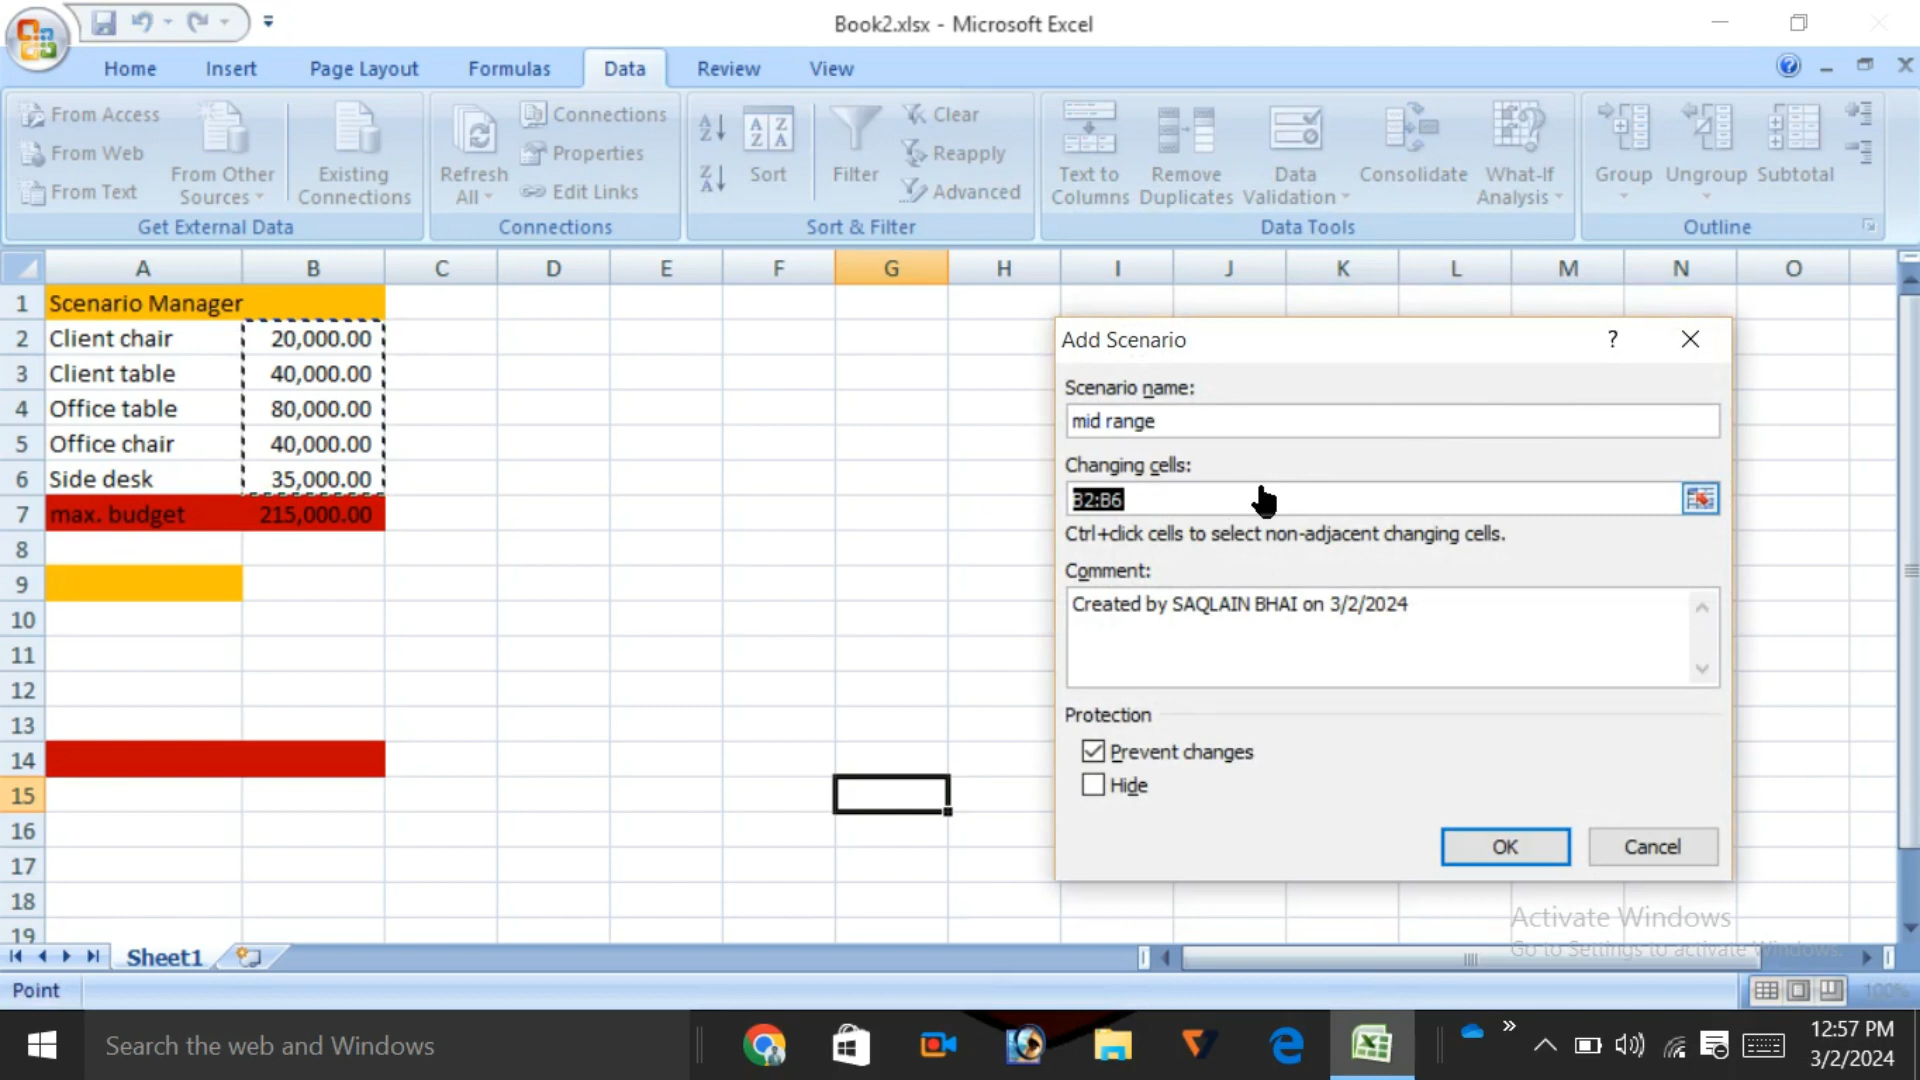 Book2.xlsx - Microsoft Excel
Home Insert Page Layout Formulas Data Review View
From Access
From Web
From Text
From Other Sources
Existing Connections
Get External Data
Refresh All
Connections
Properties
Edit Links
Connections
A Z
Z A
A Z
Z A
Sort
Filter
Clear
Reapply
Advanced
Sort & Filter
Text to Columns
Remove Duplicates
Data Validation
Consolidate
What-If Analysis
Data Tools
Group
Ungroup
Subtotal
Outline
A B C D E F G H I J K L M N O
1 Scenario Manager
2 Client chair 20,000.00
3 Client table 40,000.00
4 Office table 80,000.00
5 Office chair 40,000.00
6 Side desk 35,000.00
7 max. budget 215,000.00
8
9
10
11
12
13
14
15
16
17
18
19
Add Scenario ?
Scenario name:
mid range
Changing cells:
B2:B6
Ctrl+click cells to select non-adjacent changing cells.
Comment:
Created by SAQLAIN BHAI on 3/2/2024
Protection
Prevent changes
Hide
OK Cancel
Activate Windows
Go to Settings to activate Windows.
Sheet1
Point
100%
Search the web and Windows
12:57 PM
3/2/2024